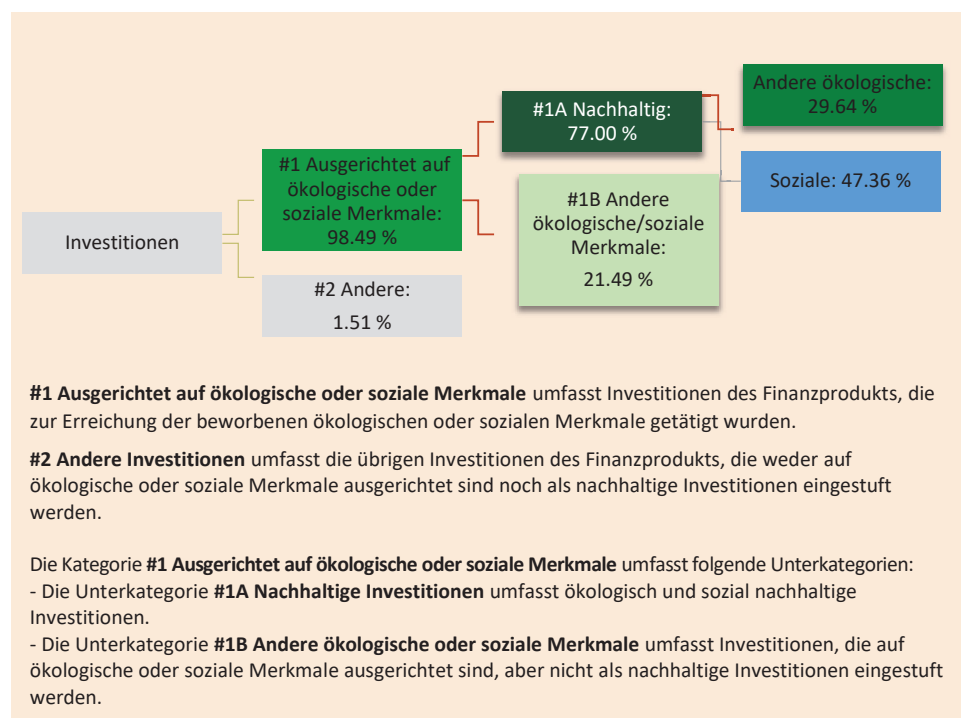 Investitionen
#1 Ausgerichtet auf
ökologische oder
soziale Merkmale:
98.49 %
#2 Andere:
1.51 %
#1A Nachhaltig:
77.00 %
#1B Andere
ökologische/soziale
Merkmale:
21.49 %
Andere ökologische:
29.64 %
Soziale: 47.36 %
#1 Ausgerichtet auf ökologische oder soziale Merkmale umfasst Investitionen des Finanzprodukts, die
zur Erreichung der beworbenen ökologischen oder sozialen Merkmale getätigt wurden.
#2 Andere Investitionen umfasst die übrigen Investitionen des Finanzprodukts, die weder auf
ökologische oder soziale Merkmale ausgerichtet sind noch als nachhaltige Investitionen eingestuft
werden.
Die Kategorie #1 Ausgerichtet auf ökologische oder soziale Merkmale umfasst folgende Unterkategorien:
- Die Unterkategorie #1A Nachhaltige Investitionen umfasst ökologisch und sozial nachhaltige
Investitionen.
- Die Unterkategorie #1B Andere ökologische oder soziale Merkmale umfasst Investitionen, die auf
ökologische oder soziale Merkmale ausgerichtet sind, aber nicht als nachhaltige Investitionen eingestuft
werden.